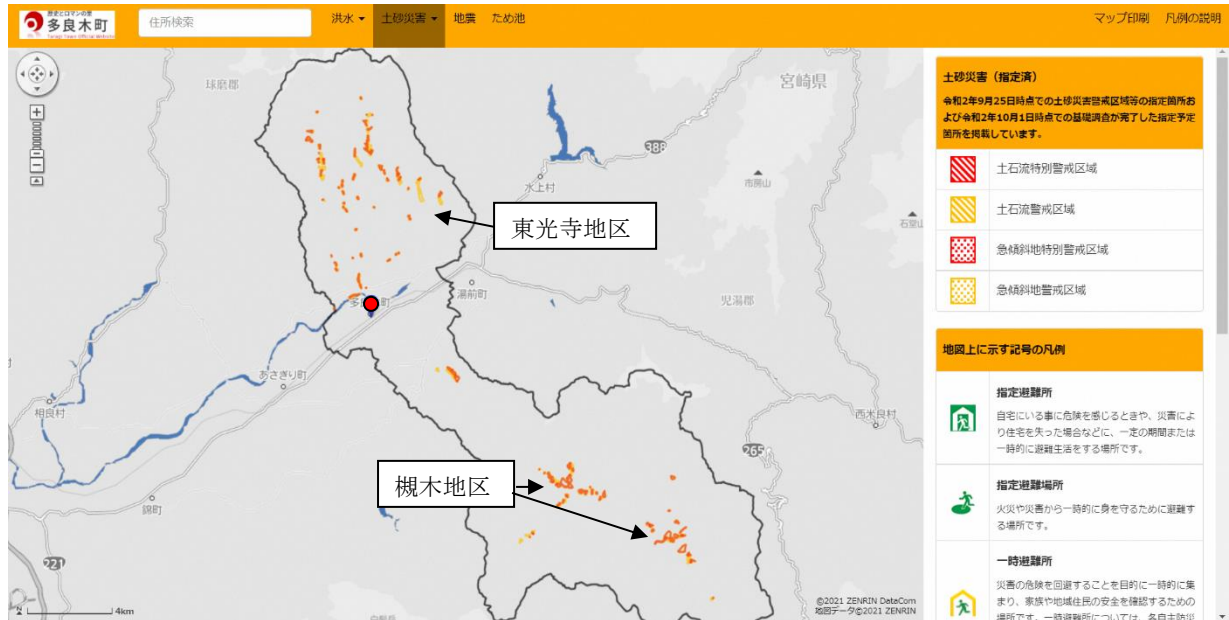 歴史とロマンの里
多良木町
Taragi Town Official Website
住所検索
洪水
土砂災害
地震
ため池
マップ印刷
凡例の説明
球磨郡
宮崎県
388
水上村
市房山
石堂山
東光寺地区
湯前町
児湯郡
あさぎり町
相良村
西米良村
265
槻木地区
錦町
221
4km
©2021 ZENRIN DataCom
地図データ©2021 ZENRIN
土砂災害（指定済）
令和2年9月25日時点での土砂災害警戒区域等の指定箇所お
よび令和2年10月1日時点での基礎調査が完了した指定予定
箇所を掲載しています。
土石流特別警戒区域
土石流警戒区域
急傾斜地特別警戒区域
急傾斜地警戒区域
地図上に示す記号の凡例
指定避難所
自宅にいる事に危険を感じるときや、災害によ
り住宅を失った場合などに、一定の期間または
一時的に避難生活をする場所です。
指定避難場所
火災や災害から一時的に身を守るために避難す
る場所です。
一時避難所
災害の危険を回避することを目的に一時的に集
まり、家族や地域住民の安全を確認するための
場所です。一時避難所については、各自主防災